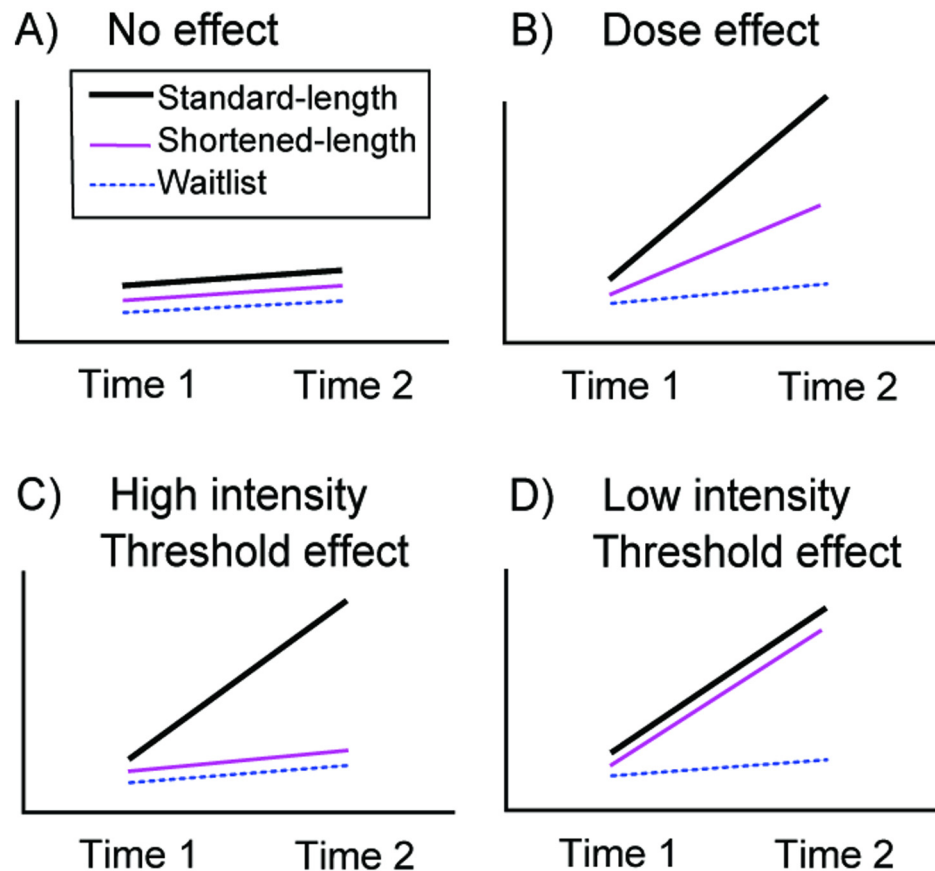 A) No effect
Standard-length
Shortened-length
Waitlist
Time 1 Time 2
B) Dose effect
Time 1 Time 2
C) High intensity
Threshold effect
Time 1 Time 2
D) Low intensity
Threshold effect
Time 1 Time 2